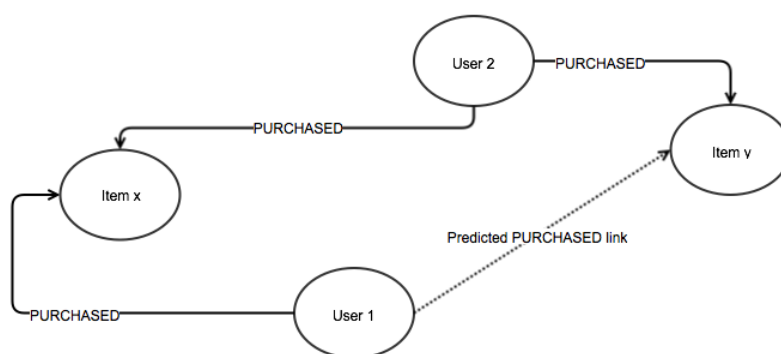 User 2
PURCHASED
PURCHASED
Item y
Item x
Predicted PURCHASED link
PURCHASED
User 1